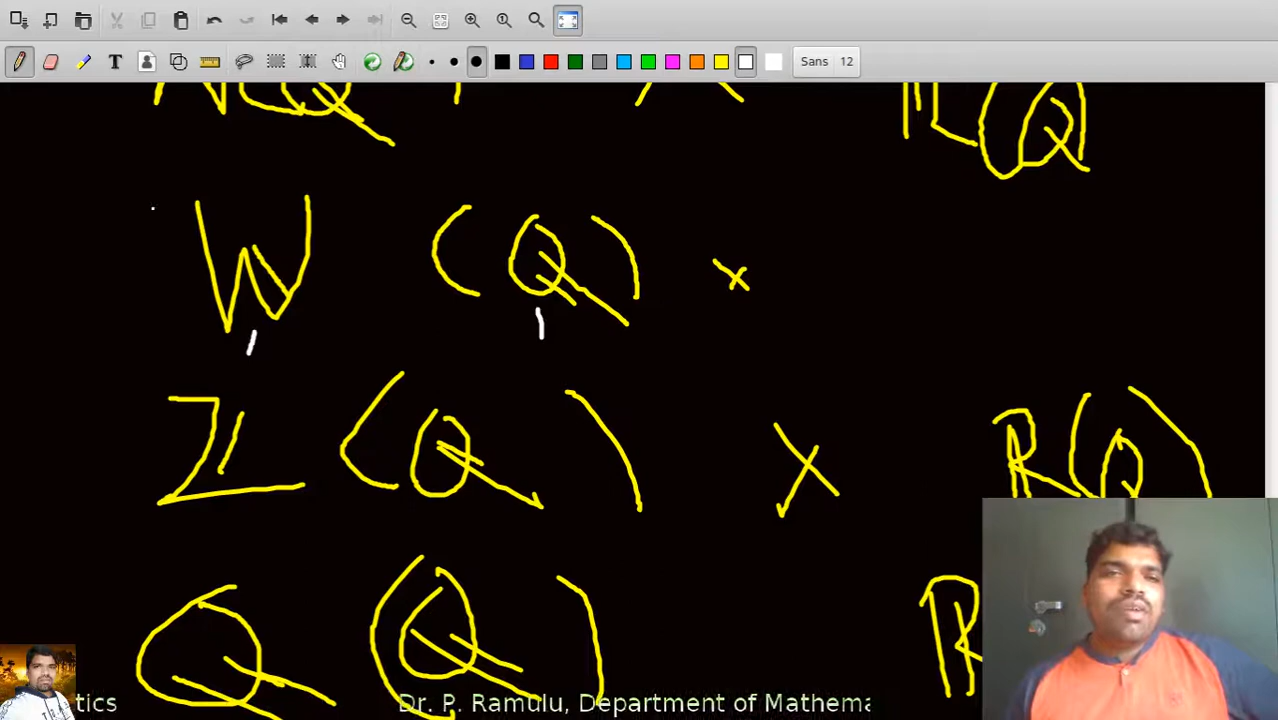 Sans 12
N(Q) R(Q)
W (Q) x
Z (Q) x R(Q)
Q (Q) R
tics Dr. P. Ramulu, Department of Mathema